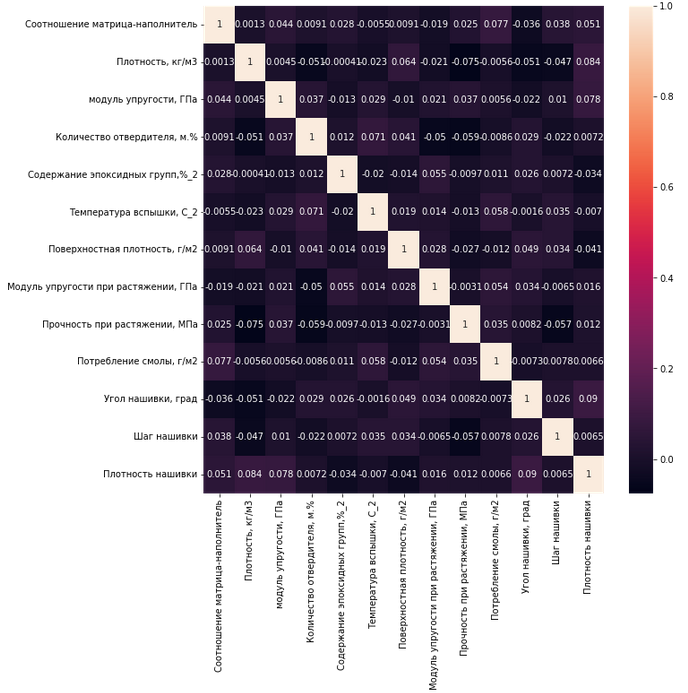 Соотношение матрица-наполнитель 1 0.0013 0.044 0.0091 0.028 -0.0055 0.0091 -0.019 0.025 0.077 -0.036 0.038 0.051
Плотность, кг/м3 0.0013 1 0.0045 -0.051 -0.00041 -0.023 0.064 -0.021 -0.075 -0.0056 -0.051 -0.047 0.084
модуль упругости, ГПа 0.044 0.0045 1 0.037 -0.013 0.029 -0.01 0.021 0.037 0.0056 -0.022 0.01 0.078
Количество отвердителя, м.% 0.0091 -0.051 0.037 1 0.012 0.071 0.041 -0.05 -0.059 -0.0086 0.029 -0.022 0.0072
Содержание эпоксидных групп,%_2 0.028 -0.00041 -0.013 0.012 1 -0.02 -0.014 0.055 -0.0097 0.011 0.026 0.0072 -0.034
Температура вспышки, С_2 -0.0055 -0.023 0.029 0.071 -0.02 1 0.019 0.014 -0.013 0.058 -0.0016 0.035 -0.007
Поверхностная плотность, г/м2 0.0091 0.064 -0.01 0.041 -0.014 0.019 1 0.028 -0.027 -0.012 0.049 0.034 -0.041
Модуль упругости при растяжении, ГПа -0.019 -0.021 0.021 -0.05 0.055 0.014 0.028 1 -0.0031 0.054 0.034 -0.0065 0.016
Прочность при растяжении, МПа 0.025 -0.075 0.037 -0.059 -0.0097 -0.013 -0.027 -0.0031 1 0.035 0.0082 -0.057 0.012
Потребление смолы, г/м2 0.077 -0.0056 0.0056 -0.0086 0.011 0.058 -0.012 0.054 0.035 1 -0.0073 0.0078 0.0066
Угол нашивки, град -0.036 -0.051 -0.022 0.029 0.026 -0.0016 0.049 0.034 0.0082 -0.0073 1 0.026 0.09
Шаг нашивки 0.038 -0.047 0.01 -0.022 0.0072 0.035 0.034 -0.0065 -0.057 0.0078 0.026 1 0.0065
Плотность нашивки 0.051 0.084 0.078 0.0072 -0.034 -0.007 -0.041 0.016 0.012 0.0066 0.09 0.0065 1
Соотношение матрица-наполнитель
Плотность, кг/м3
модуль упругости, ГПа
Количество отвердителя, м.%
Содержание эпоксидных групп,%_2
Температура вспышки, С_2
Поверхностная плотность, г/м2
Модуль упругости при растяжении, ГПа
Прочность при растяжении, МПа
Потребление смолы, г/м2
Угол нашивки, град
Шаг нашивки
Плотность нашивки
1.0
0.8
0.6
0.4
0.2
0.0